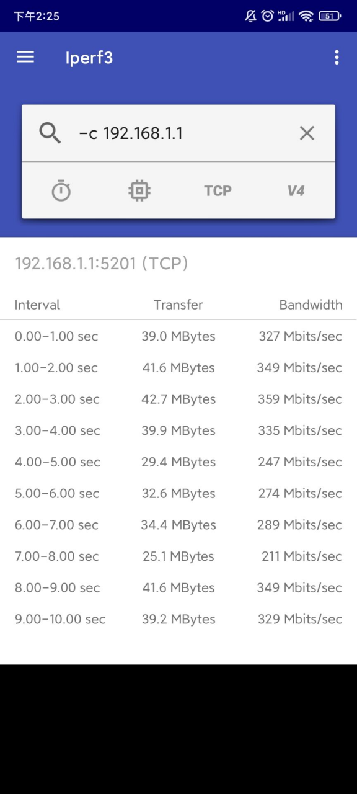 下午2:25 HD 51
Iperf3
-c 192.168.1.1
TCP V4
192.168.1.1:5201 (TCP)
Interval Transfer Bandwidth
0.00-1.00 sec 39.0 MBytes 327 Mbits/sec
1.00-2.00 sec 41.6 MBytes 349 Mbits/sec
2.00-3.00 sec 42.7 MBytes 359 Mbits/sec
3.00-4.00 sec 39.9 MBytes 335 Mbits/sec
4.00-5.00 sec 29.4 MBytes 247 Mbits/sec
5.00-6.00 sec 32.6 MBytes 274 Mbits/sec
6.00-7.00 sec 34.4 MBytes 289 Mbits/sec
7.00-8.00 sec 25.1 MBytes 211 Mbits/sec
8.00-9.00 sec 41.6 MBytes 349 Mbits/sec
9.00-10.00 sec 39.2 MBytes 329 Mbits/sec